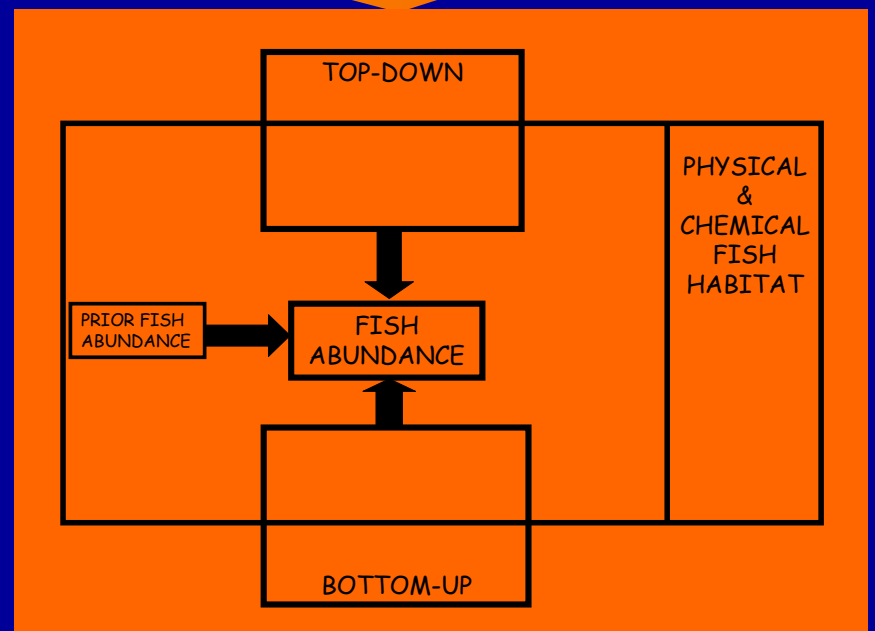 TOP-DOWN
PHYSICAL
&
CHEMICAL
FISH
HABITAT
PRIOR FISH
ABUNDANCE
FISH
ABUNDANCE
BOTTOM-UP